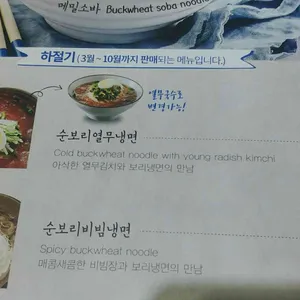 메밀소바 Buckwheat soba noodle
하절기 (3월~10월까지 판매되는 메뉴입니다.)
열무국수도
변경가능!
순보리열무냉면
Cold buckwheat noodle with young radish kimchi
아삭한 열무김치와 보리냉면의 만남
순보리비빔냉면
Spicy buckwheat noodle
매콤새콤한 비빔장과 보리냉면의 만남